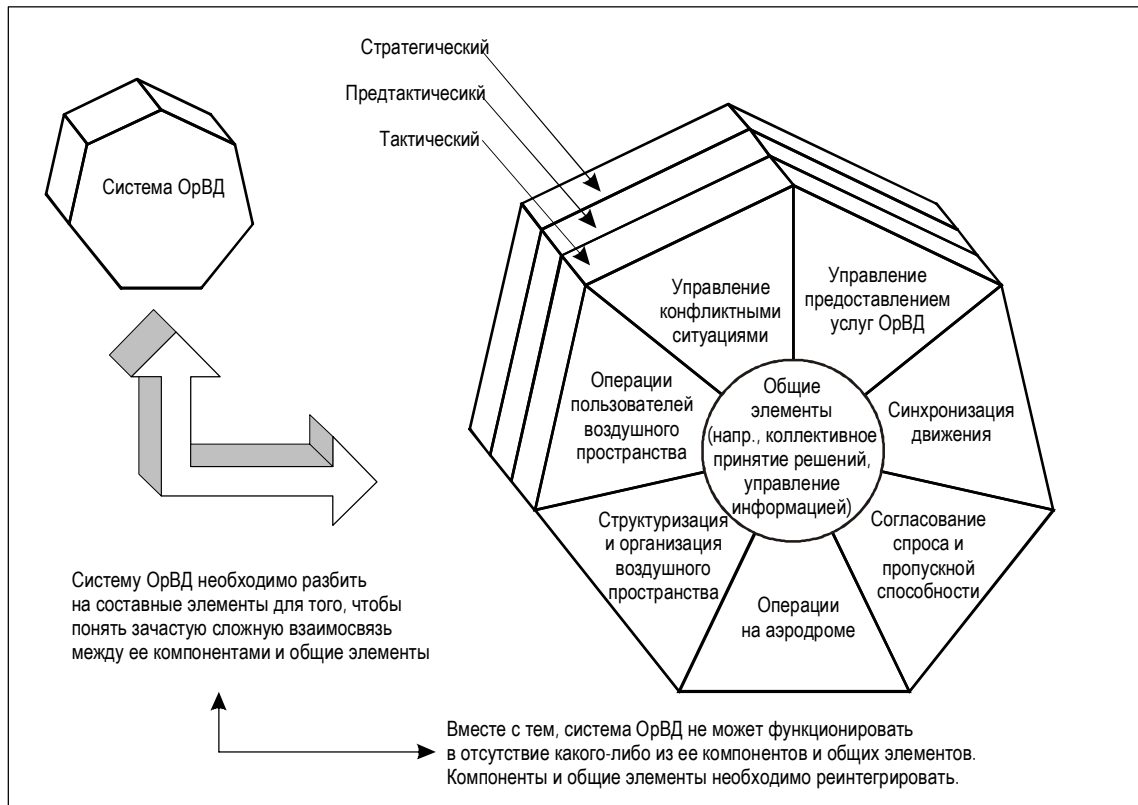 Стратегический
Предтактичесикй
Тактический
Система ОрВД
Управление
конфликтными
ситуациями
Управление
предоставлением
услуг ОрВД
Операции
пользователей
воздушного
пространства
Общие
элементы
(напр., коллективное
принятие решений,
управление
информацией)
Синхронизация
движения
Структуризация
и организация
воздушного
пространства
Операции
на аэродроме
Согласование
спроса и
пропускной
способности
Систему ОрВД необходимо разбить
на составные элементы для того, чтобы
понять зачастую сложную взаимосвязь
между ее компонентами и общие элементы
Вместе с тем, система ОрВД не может функционировать
в отсутствие какого-либо из ее компонентов и общих элементов.
Компоненты и общие элементы необходимо реинтегрировать.